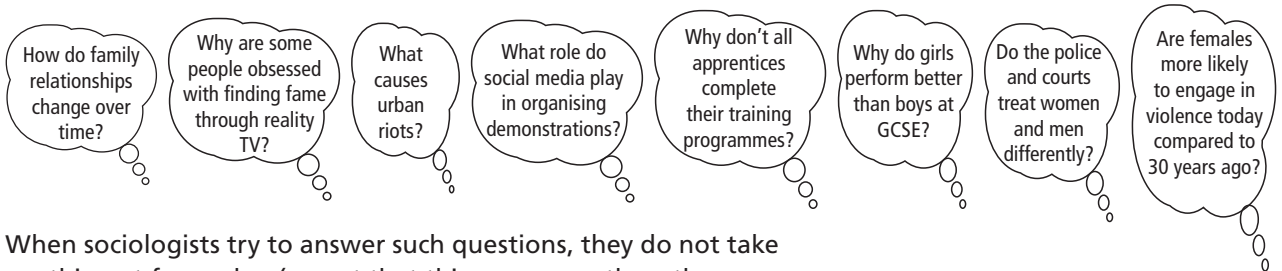 How do family
relationships
change over
time?
Why are some
people obsessed
with finding fame
through reality
TV?
What
causes
urban
riots?
What role do
social media play
in organising
demonstrations?
Why don't all
apprentices
complete
their training
programmes?
Why do girls
perform better
than boys at
GCSE?
Do the police
and courts
treat women
and men
differently?
Are females
more likely
to engage in
violence today
compared to
30 years ago?
When sociologists try to answer such questions, they do not take